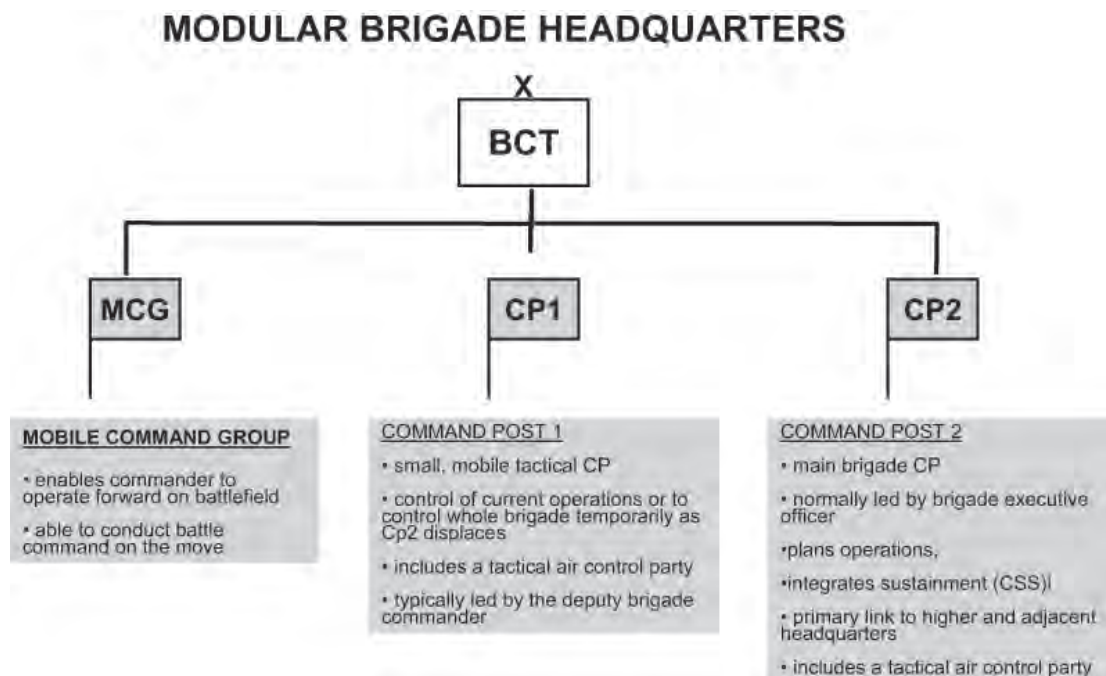 MODULAR BRIGADE HEADQUARTERS
X
BCT
MCG
CP1
CP2
MOBILE COMMAND GROUP
• enables commander to
operate forward on battlefield
• able to conduct battle
command on the move
COMMAND POST 1
• small, mobile tactical CP
• control of current operations or to
control whole brigade temporarily as
Cp2 displaces
• includes a tactical air control party
• typically led by the deputy brigade
commander
COMMAND POST 2
• main brigade CP
• normally led by brigade executive
officer
•plans operations,
•integrates sustainment (CSS)l
• primary link to higher and adjacent
headquarters
• includes a tactical air control party